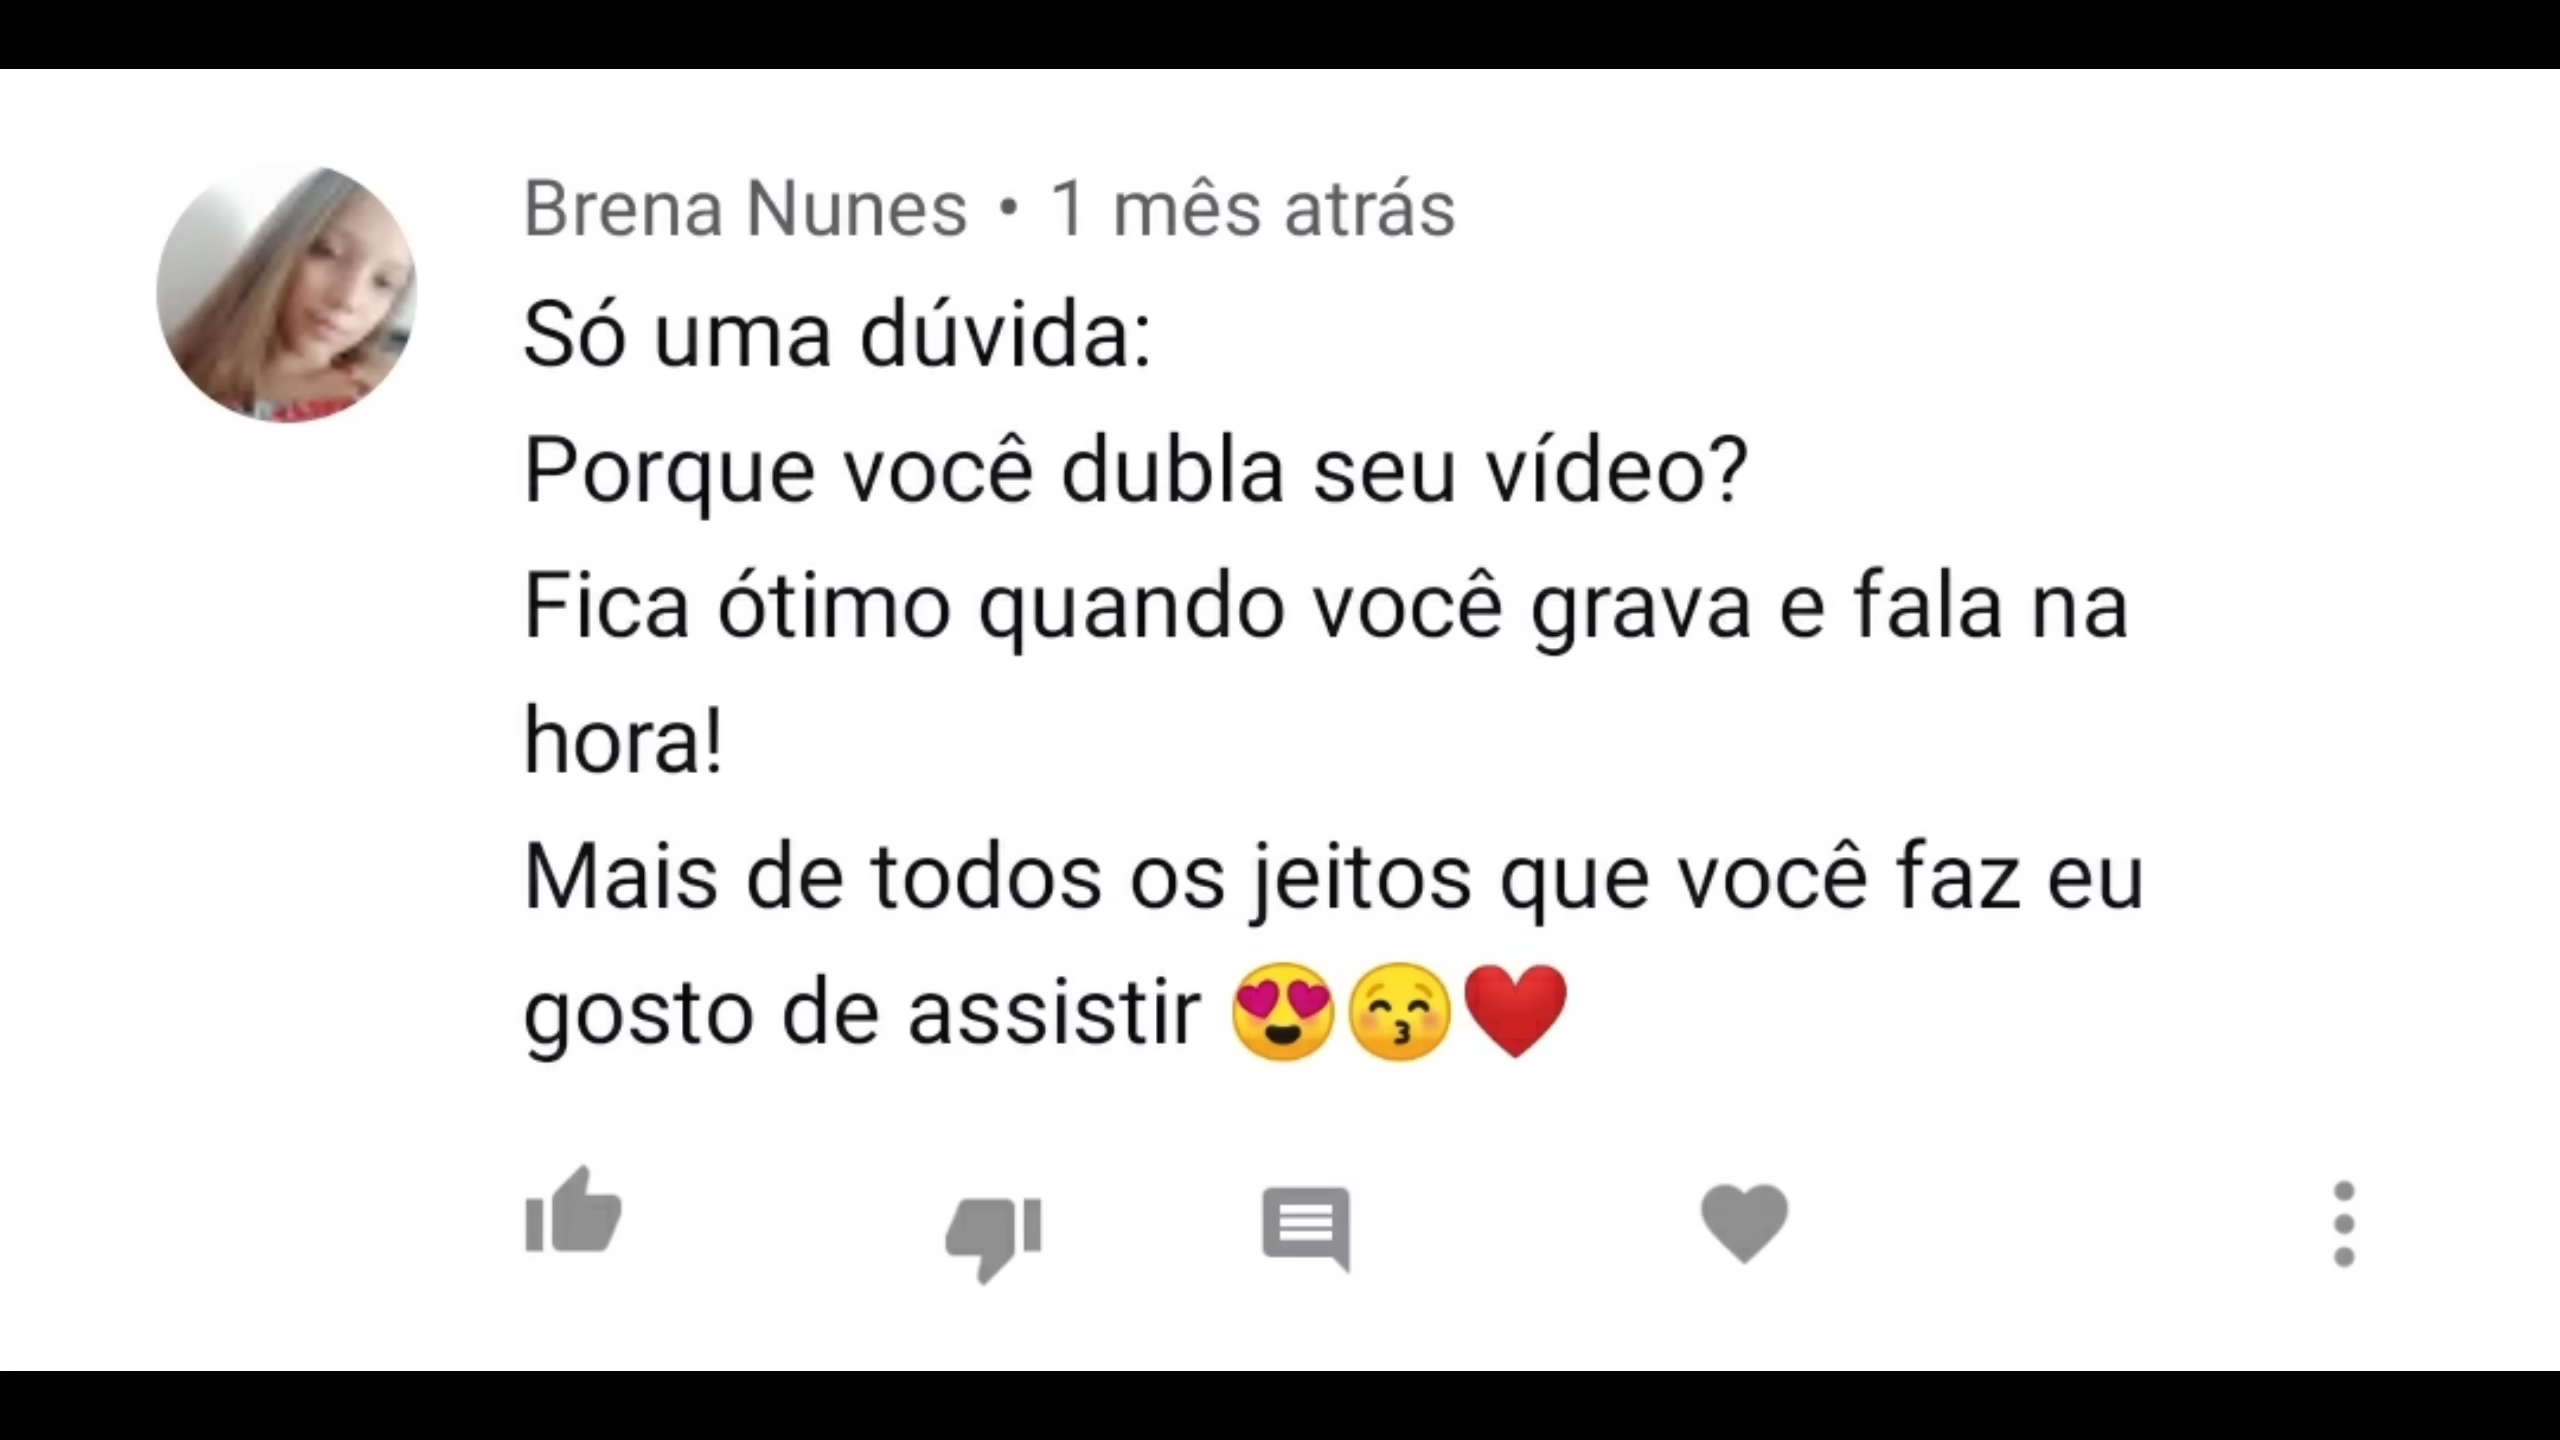 Brena Nunes • 1 mês atrás
Só uma dúvida:
Porque você dubla seu vídeo?
Fica ótimo quando você grava e fala na
hora!
Mais de todos os jeitos que você faz eu
gosto de assistir 😍😚❤️